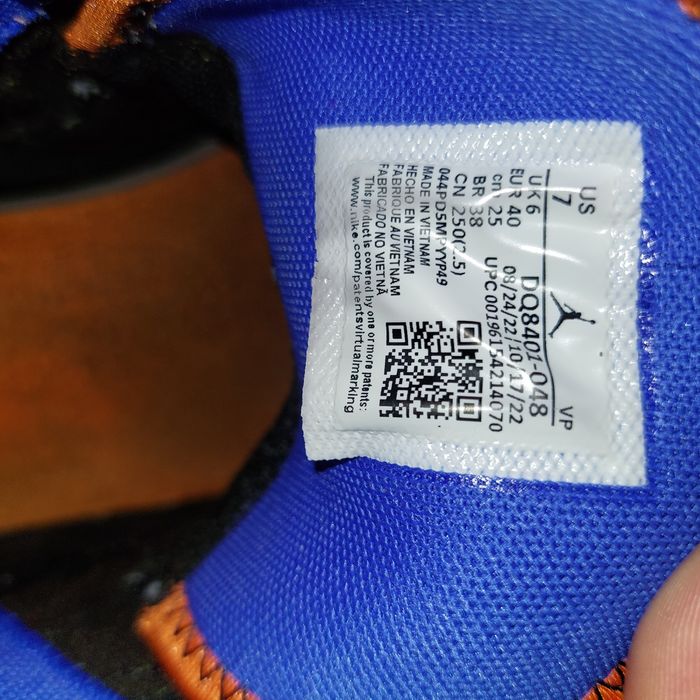 US
7
UK 6
EUR 40
cm 25
BR 38
CN 250(2.5)
VP
DQ8401-048
08/24/22/10/17/22
UPC 00196154214070
MADE IN VIETNAM
HECHO EN VIETNAM
FABRIQUE AU VIETNAM
FABRICADO NO VIETNÃ
This product is covered by one or more patents:
www.nike.com/patentsvirtualmarking